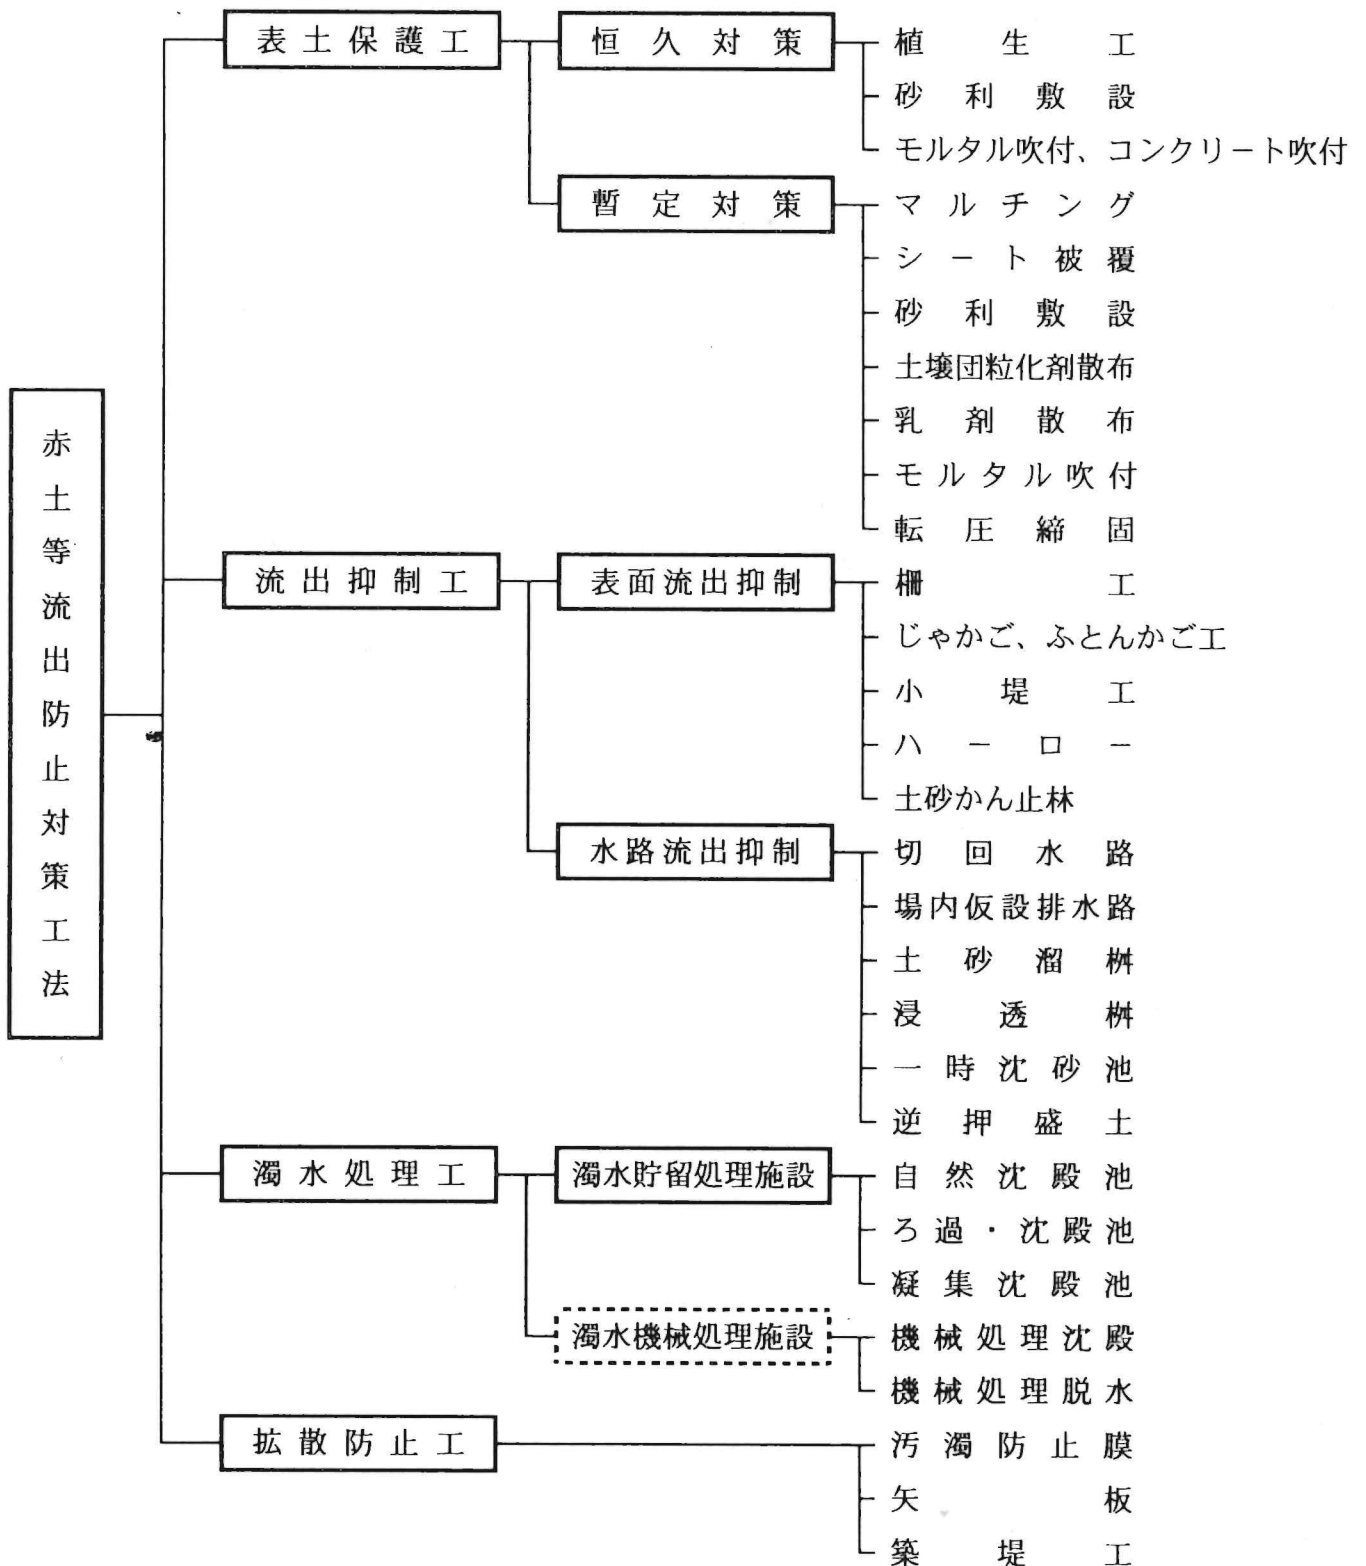 赤土等流出防止対策工法
表土保護工
恒久対策
植生工
砂利敷設
モルタル吹付、コンクリート吹付
暫定対策
マルチング
シート被覆
砂利敷設
土壌団粒化剤散布
乳剤散布
モルタル吹付
転圧締固
流出抑制工
表面流出抑制
柵工
じゃかご、ふとんかご工
小堤工
ハーロー
土砂かん止林
水路流出抑制
切回水路
場内仮設排水路
土砂溜桝
浸透桝
一時沈砂池
逆押盛土
濁水処理工
濁水貯留処理施設
自然沈殿池
ろ過・沈殿池
凝集沈殿池
濁水機械処理施設
機械処理沈殿
機械処理脱水
拡散防止工
汚濁防止膜
矢板
築堤工